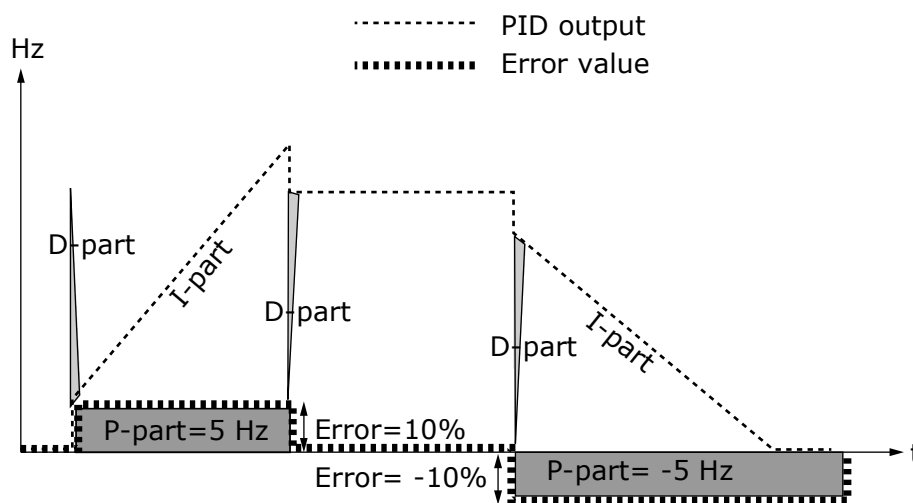 PID output
Hz
Error value
D-part
I-part
D-part
I-part
D-part
P-part=5 Hz
Error=10%
t
Error= -10%
P-part= -5 Hz